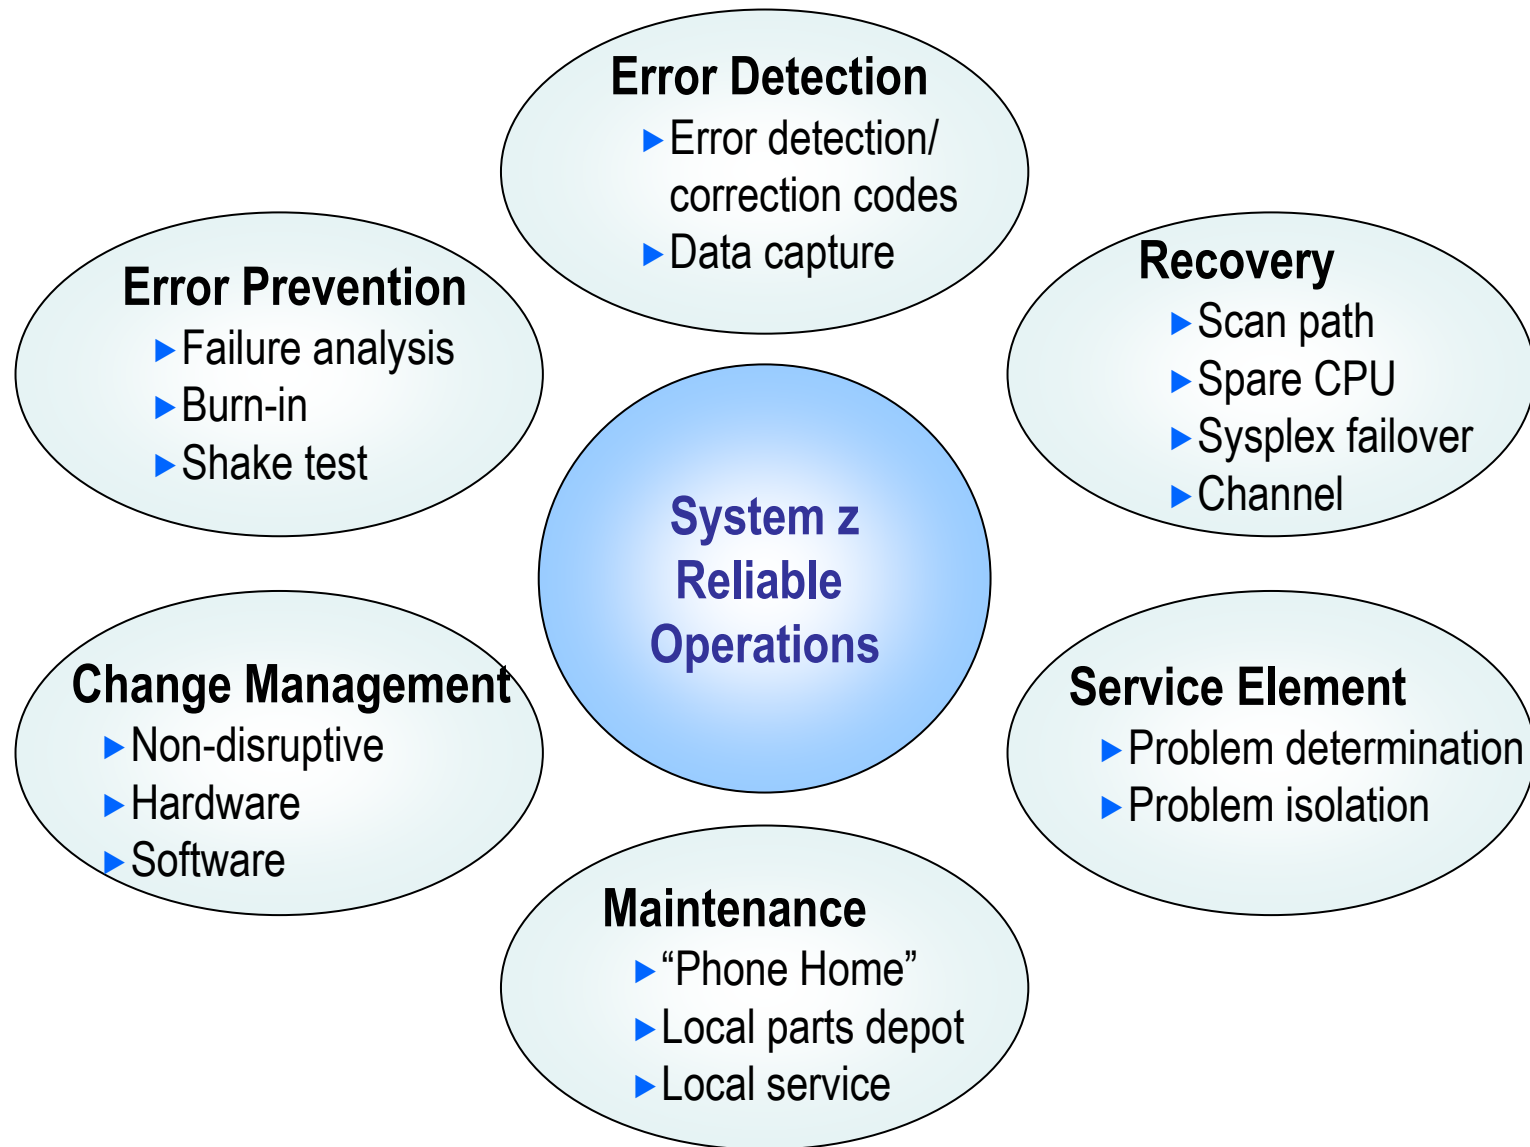 Error Detection
Error detection/
correction codes
Data capture
Error Prevention
Failure analysis
Burn-in
Shake test
Recovery
Scan path
Spare CPU
Sysplex failover
Channel
System z
Reliable
Operations
Change Management
Non-disruptive
Hardware
Software
Service Element
Problem determination
Problem isolation
Maintenance
“Phone Home”
Local parts depot
Local service